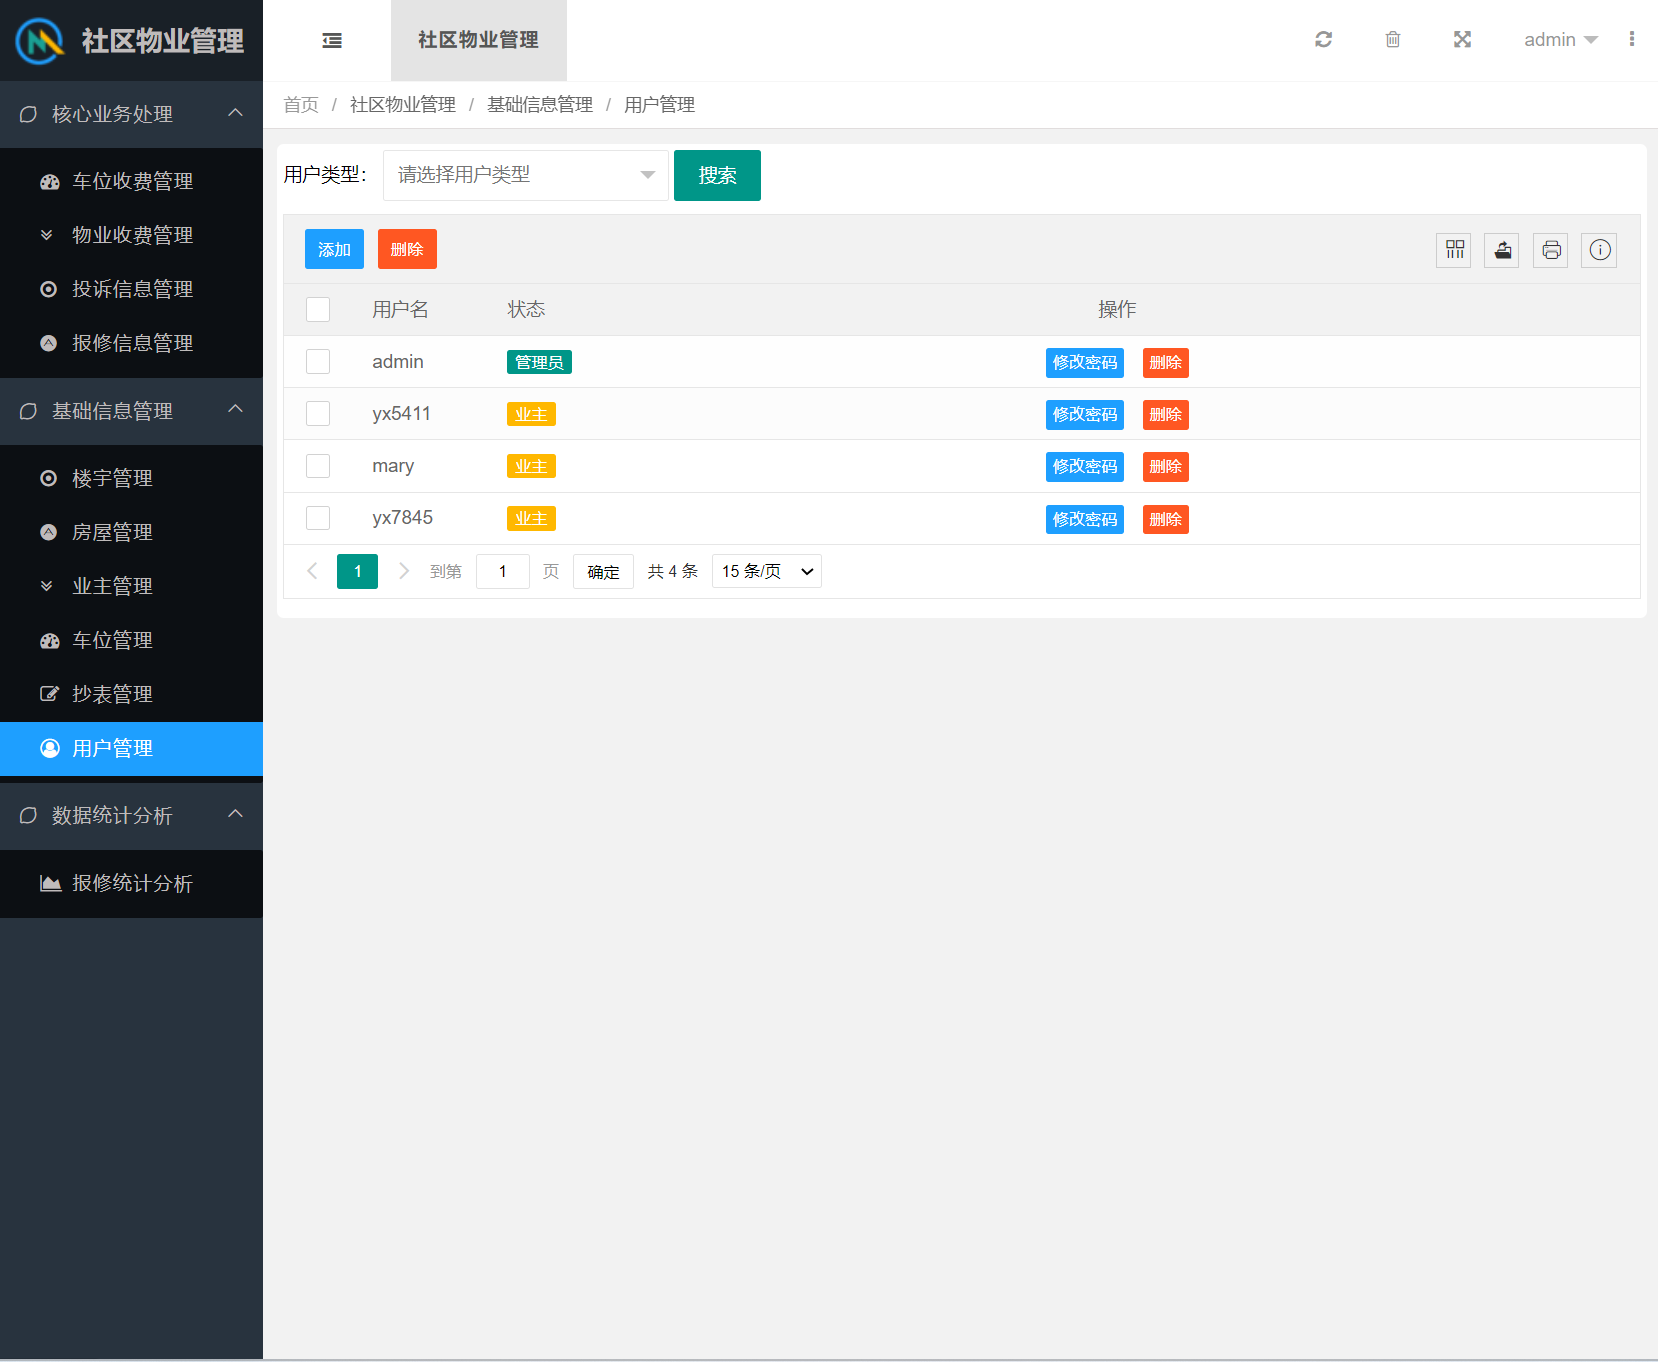 社区物业管理
社区物业管理
admin
首页 / 社区物业管理 / 基础信息管理 / 用户管理
核心业务处理
车位收费管理
物业收费管理
投诉信息管理
报修信息管理
基础信息管理
楼宇管理
房屋管理
业主管理
车位管理
抄表管理
用户管理
数据统计分析
报修统计分析
用户类型： 请选择用户类型 搜索
添加 删除
用户名 状态 操作
admin 管理员 修改密码 删除
yx5411 业主 修改密码 删除
mary 业主 修改密码 删除
yx7845 业主 修改密码 删除
1 到第 1 页 确定 共 4 条 15 条/页